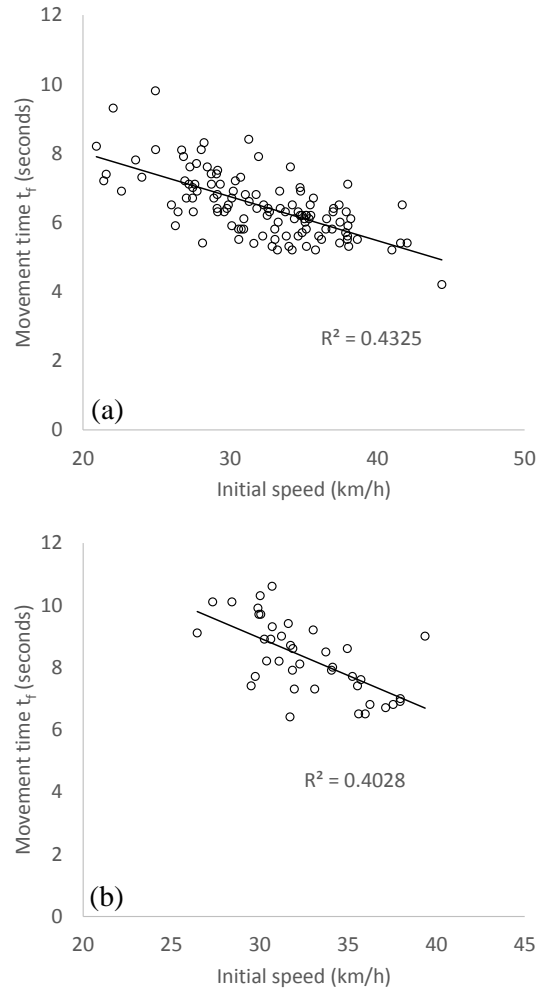 12
10
8
6
4
2
0
20 30 40 50
Movement time t_f (seconds)
Initial speed (km/h)
R² = 0.4325
(a)
12
10
8
6
4
2
0
20 25 30 35 40 45
Movement time t_f (seconds)
Initial speed (km/h)
R² = 0.4028
(b)